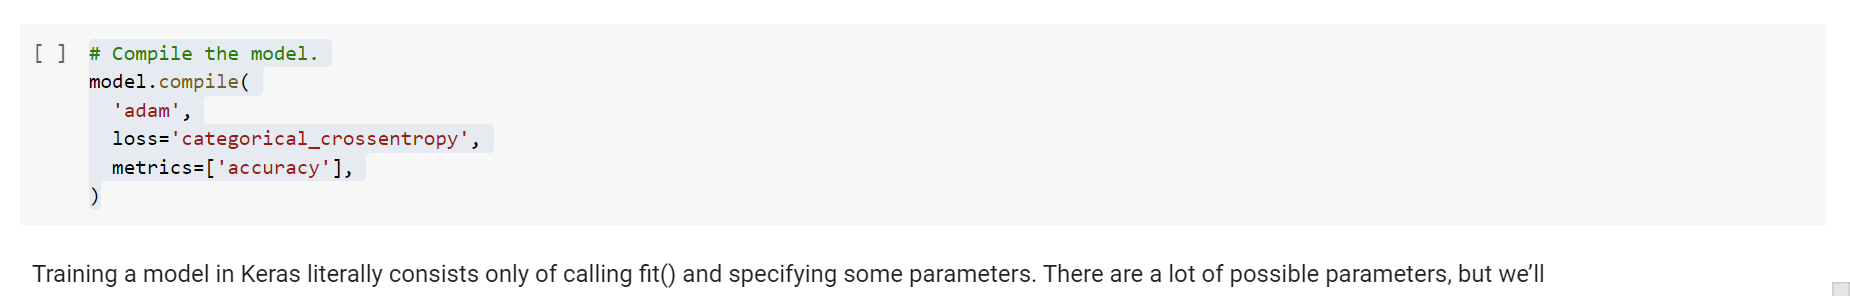 [ ] # Compile the model.
model.compile(
  'adam',
  loss='categorical_crossentropy',
  metrics=['accuracy'],
)
Training a model in Keras literally consists only of calling fit() and specifying some parameters. There are a lot of possible parameters, but we’ll